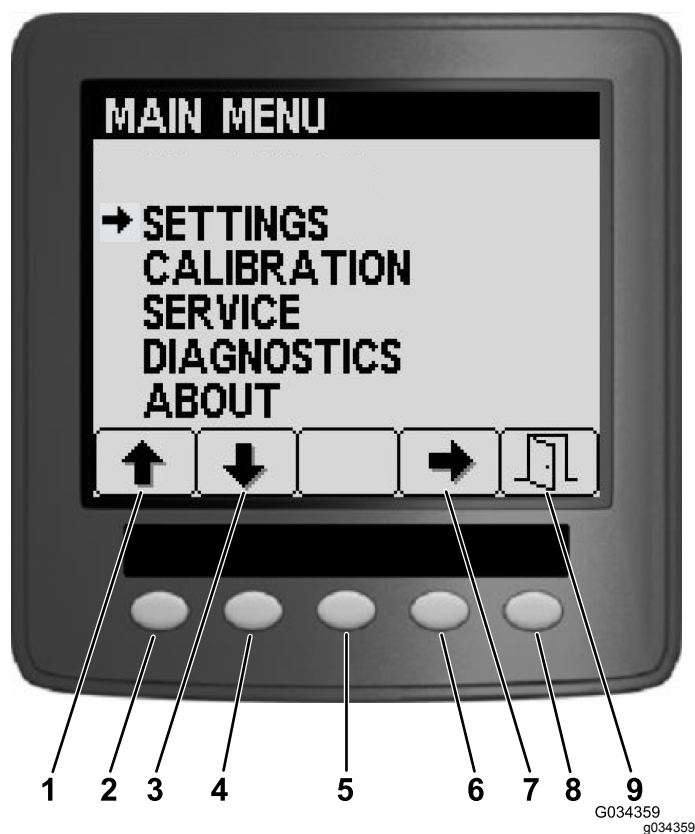 MAIN MENU
SETTINGS
CALIBRATION
SERVICE
DIAGNOSTICS
ABOUT
1 2 3 4 5 6 7 8 9
G034359
g034359